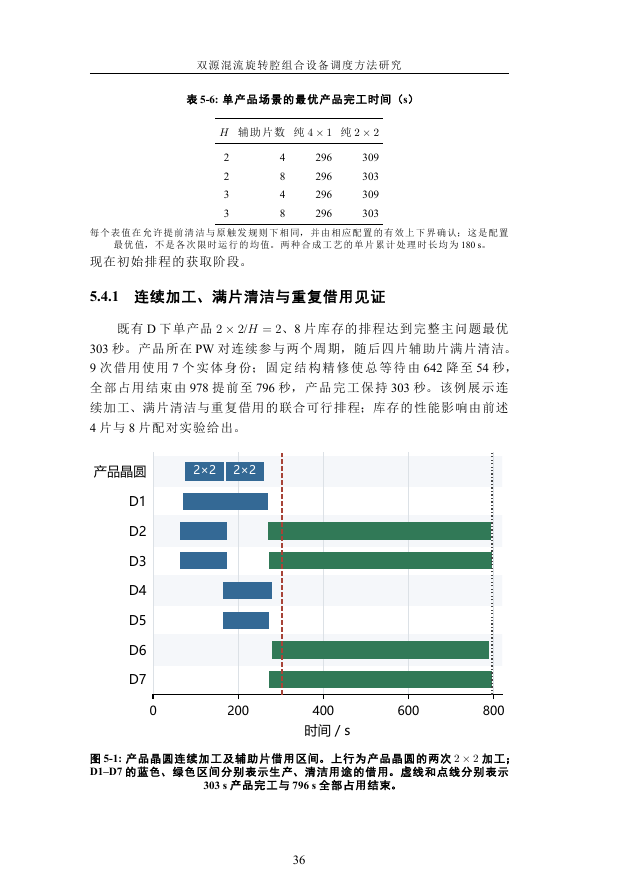 双源混流旋转腔组合设备调度方法研究
表 5-6: 单产品场景的最优产品完工时间（s）
H 辅助片数 纯 4 × 1 纯 2 × 2
2 4 296 309
2 8 296 303
3 4 296 309
3 8 296 303
每个表值在允许提前清洁与原触发规则下相同，并由相应配置的有效上下界确认；这是配置
最优值，不是各次限时运行的均值。两种合成工艺的单片累计处理时长均为 180 s。
现在初始排程的获取阶段。
5.4.1 连续加工、满片清洁与重复借用见证
既有 D 下单产品 2 × 2/H = 2、8 片库存的排程达到完整主问题最优
303 秒。产品所在 PW 对连续参与两个周期，随后四片辅助片满片清洁。
9 次借用使用 7 个实体身份；固定结构精修使总等待由 642 降至 54 秒，
全部占用结束由 978 提前至 796 秒，产品完工保持 303 秒。该例展示连
续加工、满片清洁与重复借用的联合可行排程；库存的性能影响由前述
4 片与 8 片配对实验给出。
产品晶圆 2×2 2×2
D1
D2
D3
D4
D5
D6
D7
0 200 400 600 800
时间 / s
图 5-1: 产品晶圆连续加工及辅助片借用区间。上行为产品晶圆的两次 2 × 2 加工；
D1–D7 的蓝色、绿色区间分别表示生产、清洁用途的借用。虚线和点线分别表示
303 s 产品完工与 796 s 全部占用结束。
36